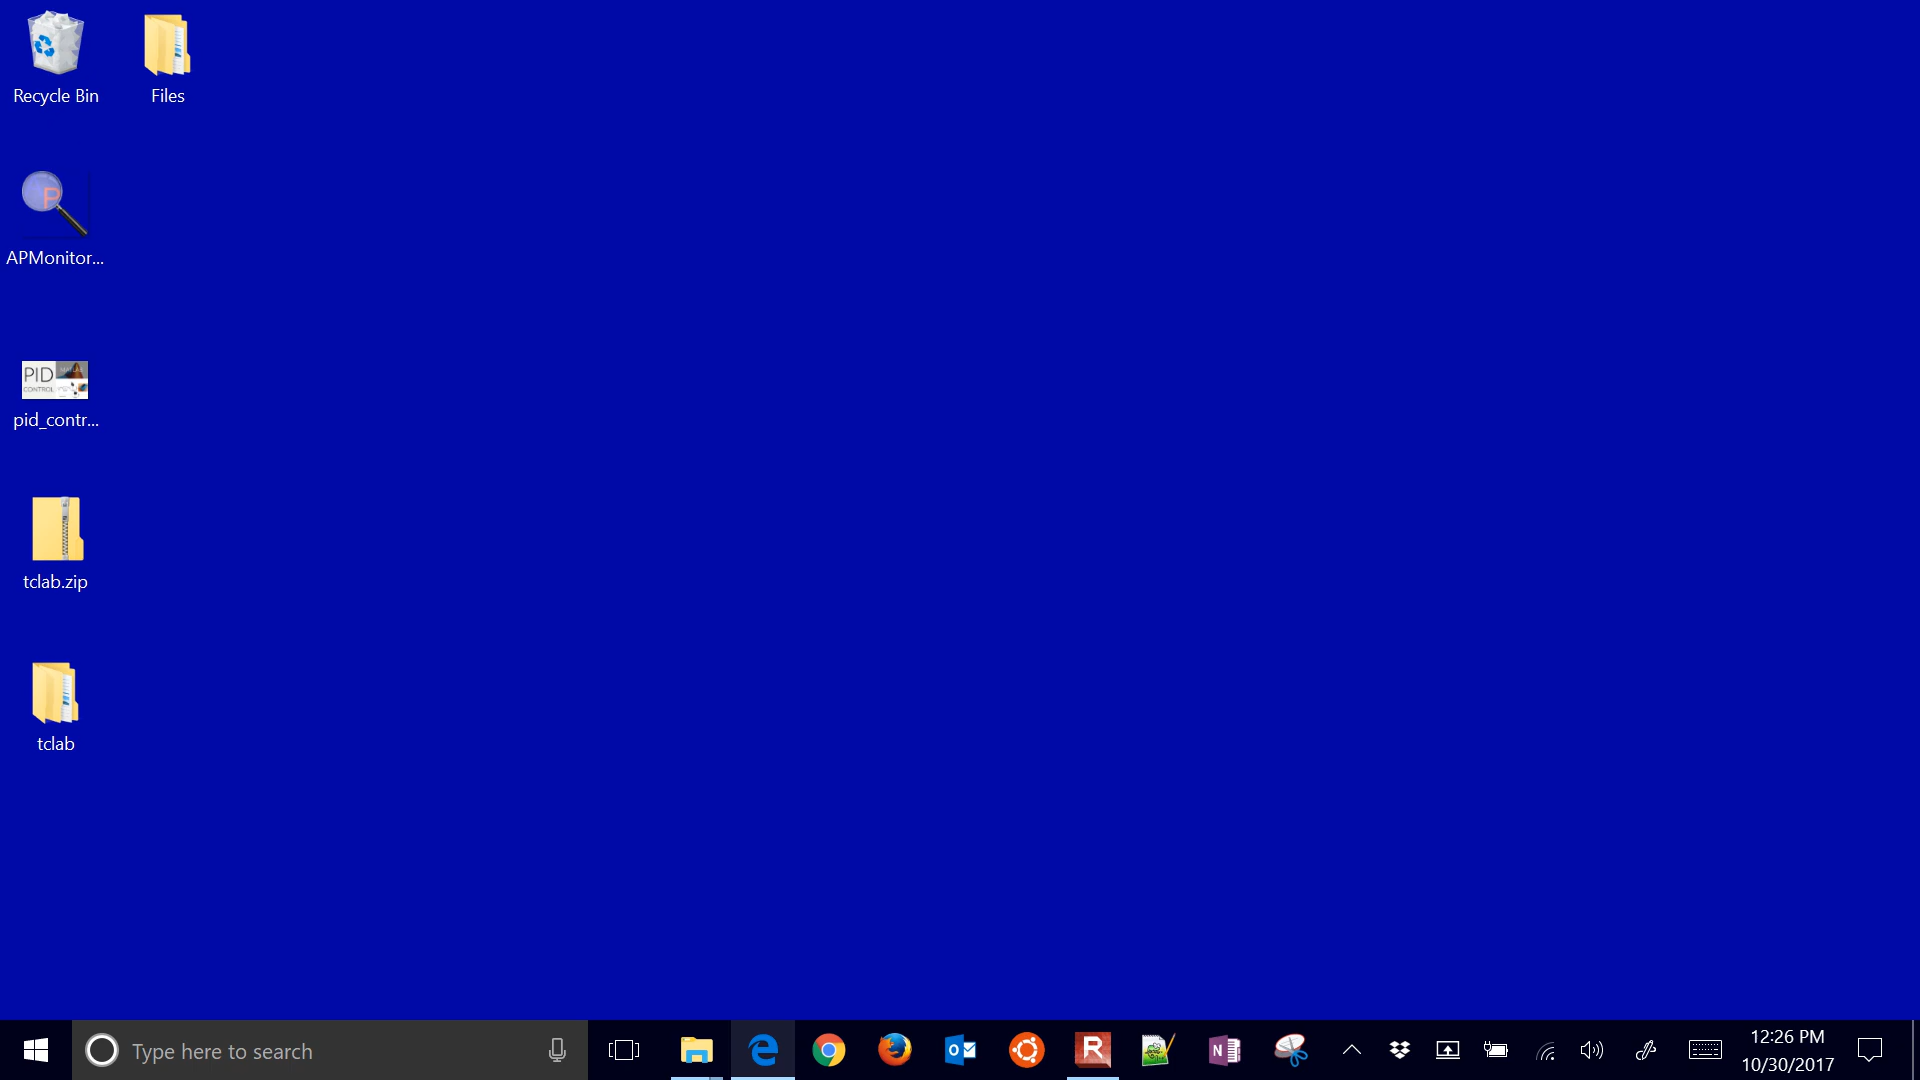 Recycle Bin
Files
APMonitor...
PID
CONTROL
pid_contr...
tclab.zip
tclab
Type here to search
12:26 PM
10/30/2017